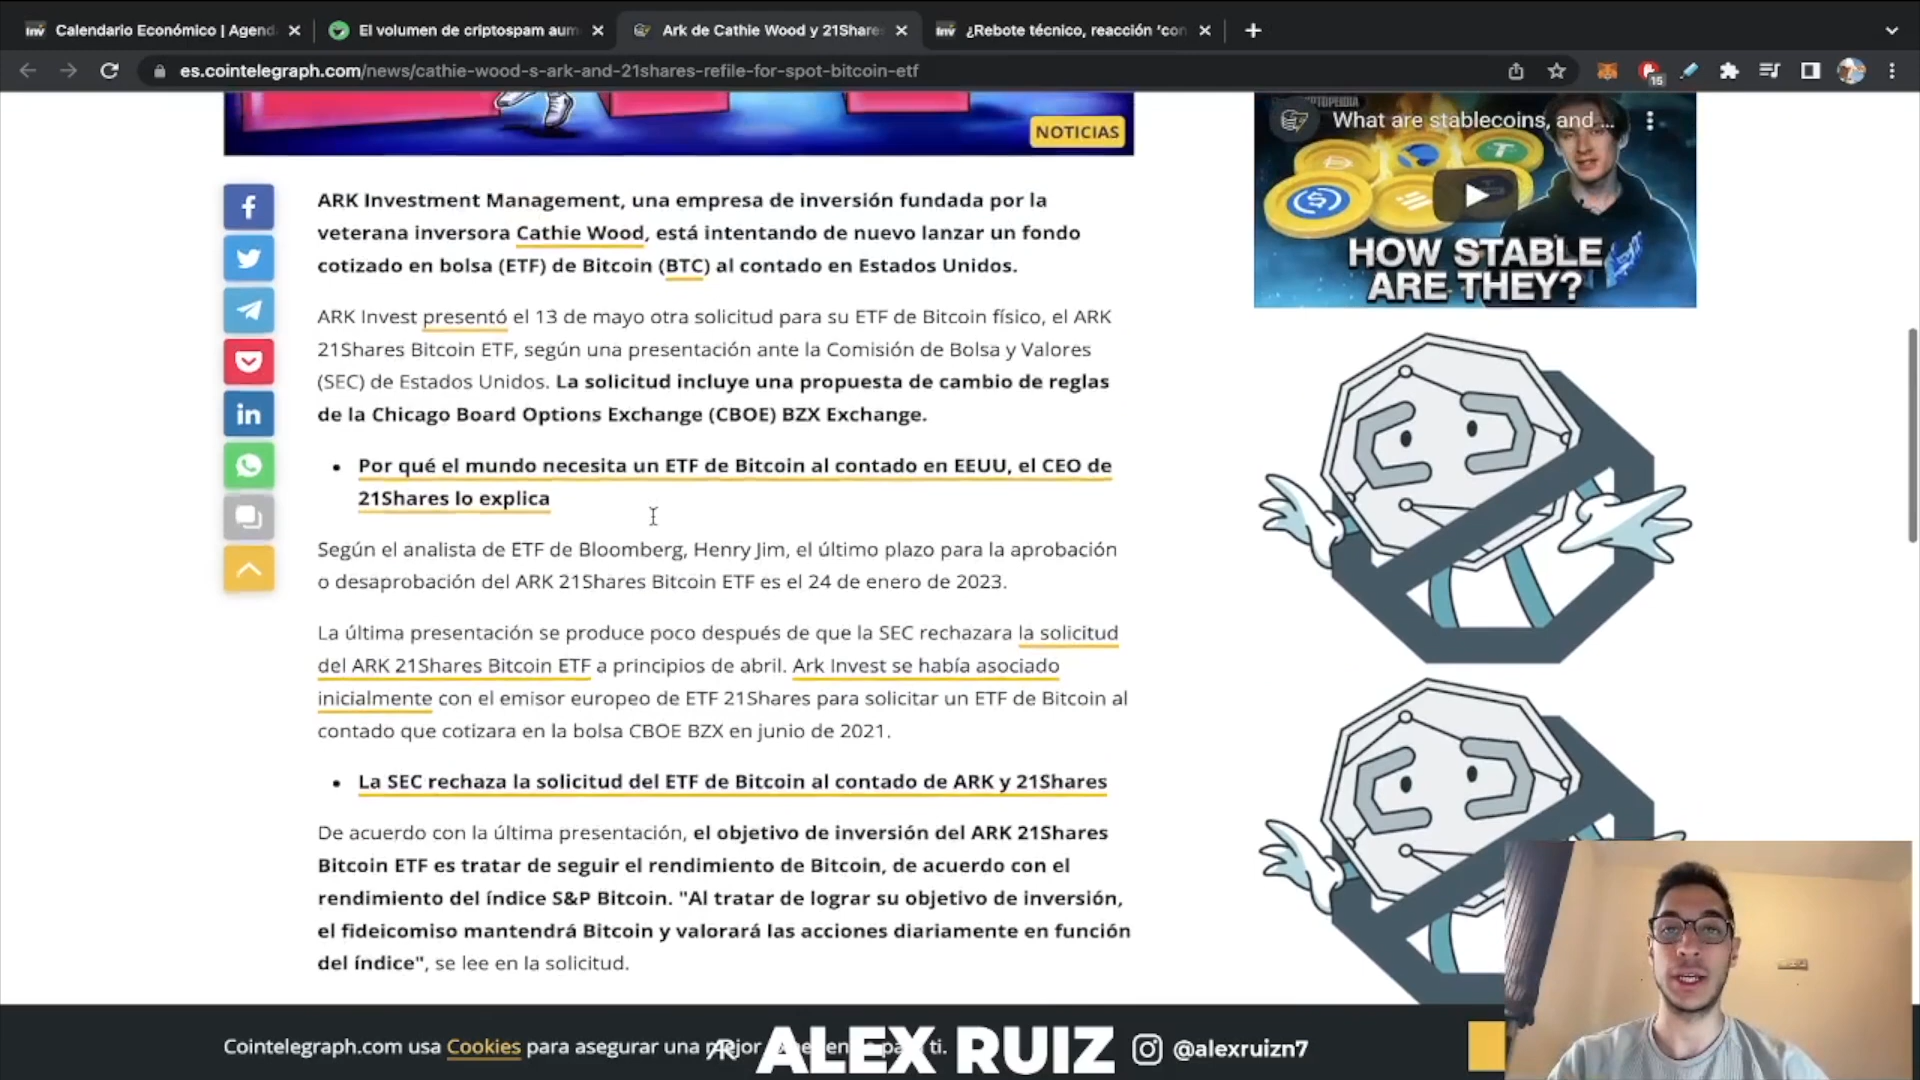 Calendario Económico | Agend
El volumen de criptospam aum
Ark de Cathie Wood y 21Share
¿Rebote técnico, reacción 'con
es.cointelegraph.com/news/cathie-wood-s-ark-and-21shares-refile-for-spot-bitcoin-etf
15
NOTICIAS
What are stablecoins, and ...
HOW STABLE
ARE THEY?
ARK Investment Management, una empresa de inversión fundada por la
veterana inversora Cathie Wood, está intentando de nuevo lanzar un fondo
cotizado en bolsa (ETF) de Bitcoin (BTC) al contado en Estados Unidos.
ARK Invest presentó el 13 de mayo otra solicitud para su ETF de Bitcoin físico, el ARK
21Shares Bitcoin ETF, según una presentación ante la Comisión de Bolsa y Valores
(SEC) de Estados Unidos. La solicitud incluye una propuesta de cambio de reglas
de la Chicago Board Options Exchange (CBOE) BZX Exchange.
• Por qué el mundo necesita un ETF de Bitcoin al contado en EEUU, el CEO de
21Shares lo explica
Según el analista de ETF de Bloomberg, Henry Jim, el último plazo para la aprobación
o desaprobación del ARK 21Shares Bitcoin ETF es el 24 de enero de 2023.
La última presentación se produce poco después de que la SEC rechazara la solicitud
del ARK 21Shares Bitcoin ETF a principios de abril. Ark Invest se había asociado
inicialmente con el emisor europeo de ETF 21Shares para solicitar un ETF de Bitcoin al
contado que cotizara en la bolsa CBOE BZX en junio de 2021.
• La SEC rechaza la solicitud del ETF de Bitcoin al contado de ARK y 21Shares
De acuerdo con la última presentación, el objetivo de inversión del ARK 21Shares
Bitcoin ETF es tratar de seguir el rendimiento de Bitcoin, de acuerdo con el
rendimiento del índice S&P Bitcoin. "Al tratar de lograr su objetivo de inversión,
el fideicomiso mantendrá Bitcoin y valorará las acciones diariamente en función
del índice", se lee en la solicitud.
Cointelegraph.com usa Cookies para asegurar una mejor para ti.
ALEX RUIZ @alexruizn7